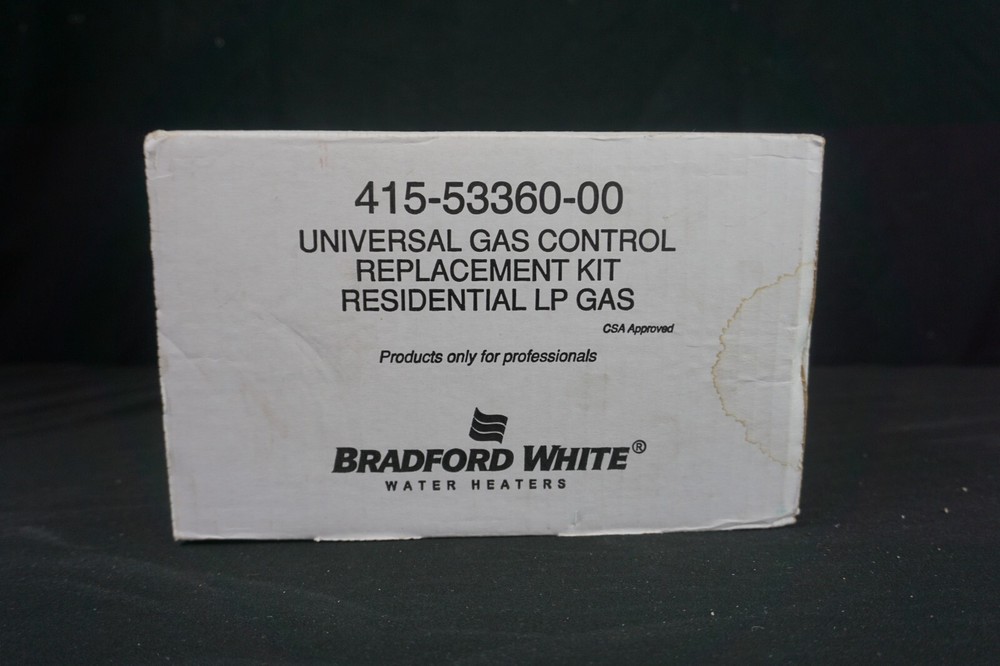 415-53360-00
UNIVERSAL GAS CONTROL
REPLACEMENT KIT
RESIDENTIAL LP GAS
CSA Approved
Products only for professionals
BRADFORD WHITE®
WATER HEATERS